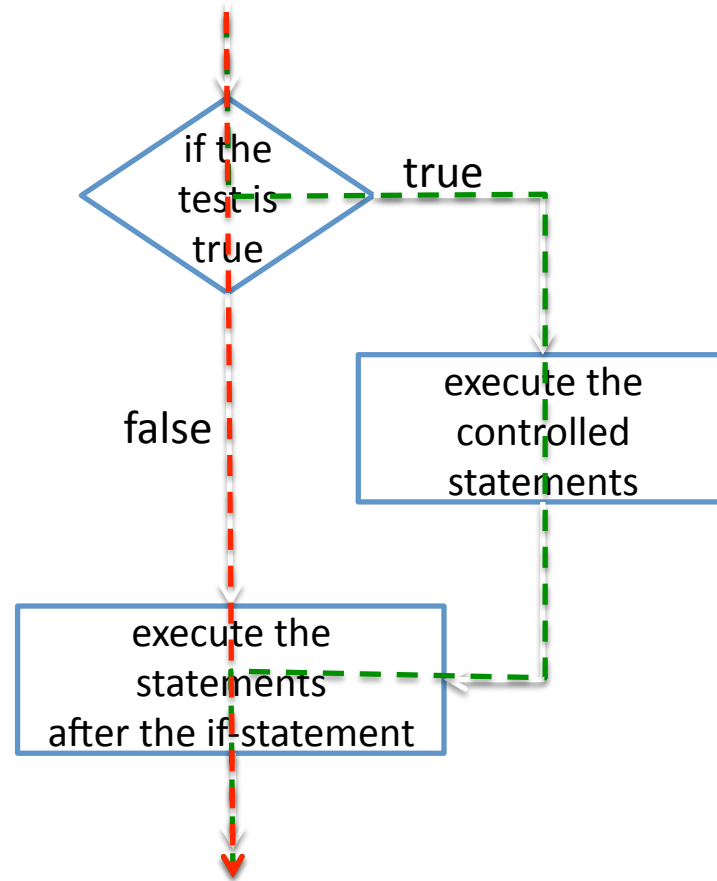 if the
test is
true
true
execute the
controlled
statements
false
execute the
statements
after the if-statement